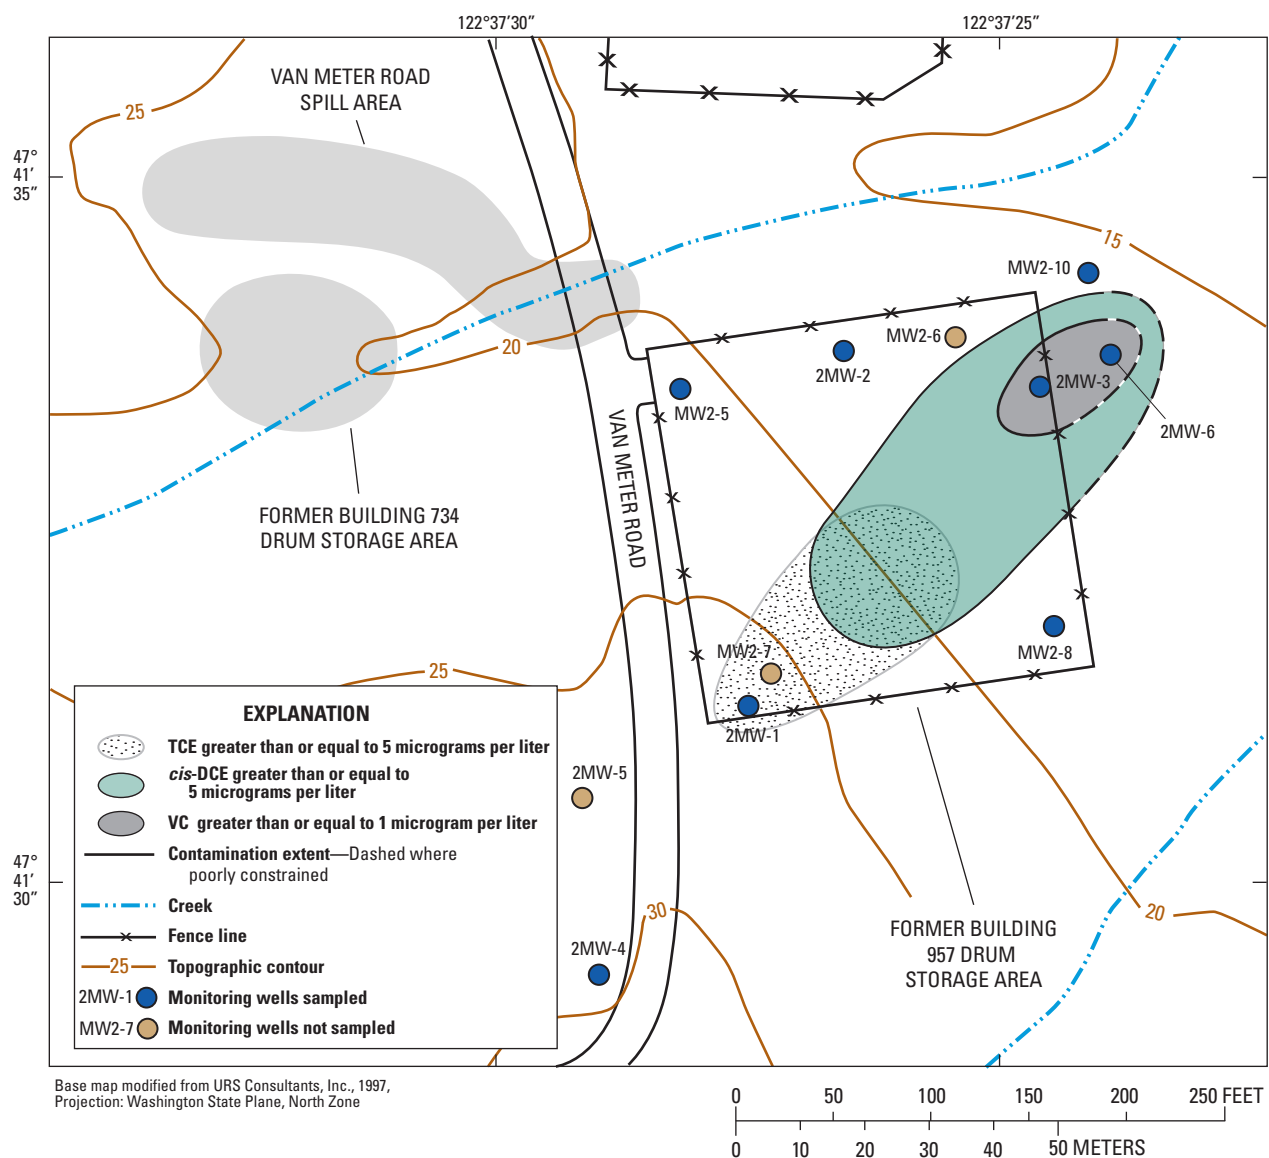 122°37'30"
122°37'25"
VAN METER ROAD
SPILL AREA
25
47°
41'
35"
15
MW2-10
MW2-6
20
2MW-2
2MW-3
MW2-5
2MW-6
VAN METER ROAD
FORMER BUILDING 734
DRUM STORAGE AREA
MW2-7
MW2-8
25
2MW-1
EXPLANATION
TCE greater than or equal to 5 micrograms per liter
cis-DCE greater than or equal to
5 micrograms per liter
VC greater than or equal to 1 microgram per liter
Contamination extent—Dashed where
poorly constrained
Creek
Fence line
25
Topographic contour
2MW-1
Monitoring wells sampled
MW2-7
Monitoring wells not sampled
2MW-5
47°
41'
30"
30
20
2MW-4
FORMER BUILDING
957 DRUM
STORAGE AREA
Base map modified from URS Consultants, Inc., 1997,
Projection: Washington State Plane, North Zone
0 50 100 150 200 250 FEET
0 10 20 30 40 50 METERS